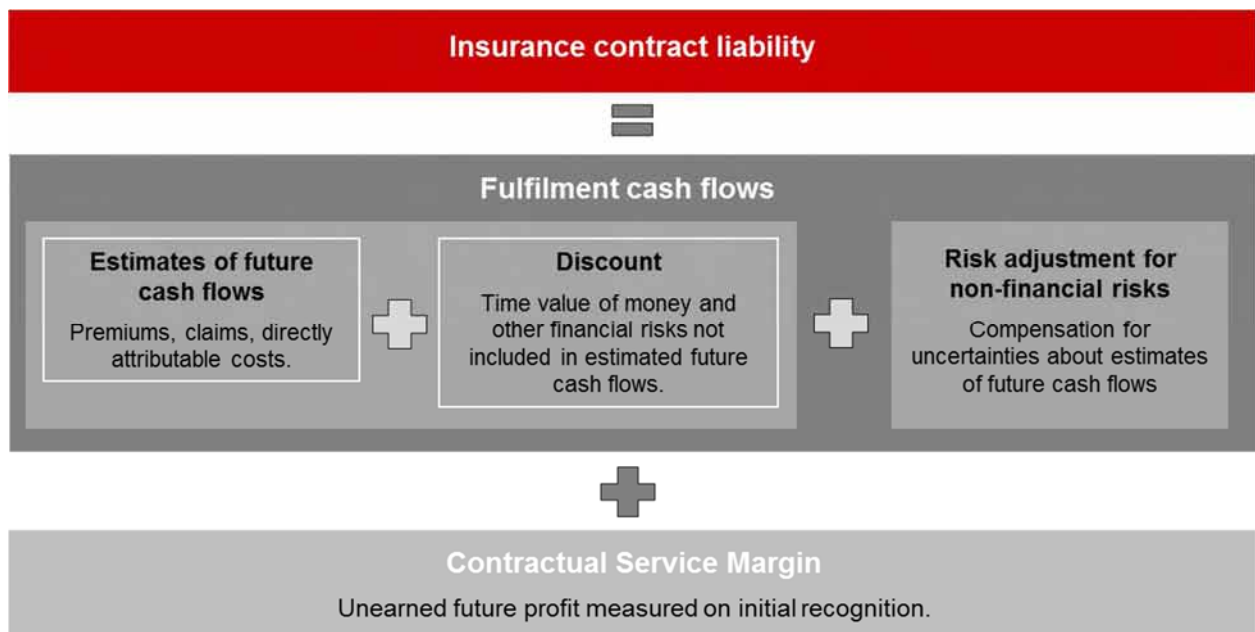 Insurance contract liability
Fulfilment cash flows
Estimates of future
cash flows
Premiums, claims, directly
attributable costs.
Discount
Time value of money and
other financial risks not
included in estimated future
cash flows.
Risk adjustment for
non-financial risks
Compensation for
uncertainties about estimates
of future cash flows
Contractual Service Margin
Unearned future profit measured on initial recognition.